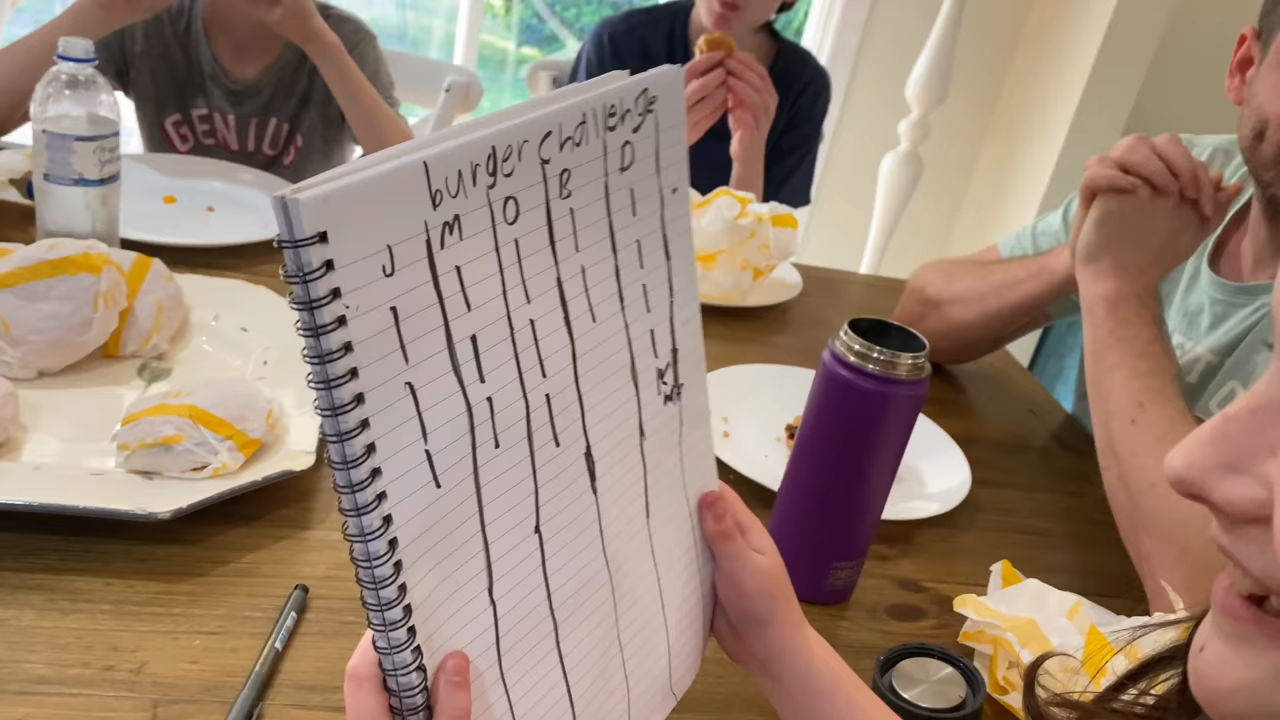 GENIUS
burger challenge
J M O B D
I I I I I
I I I I I
I I I I
I